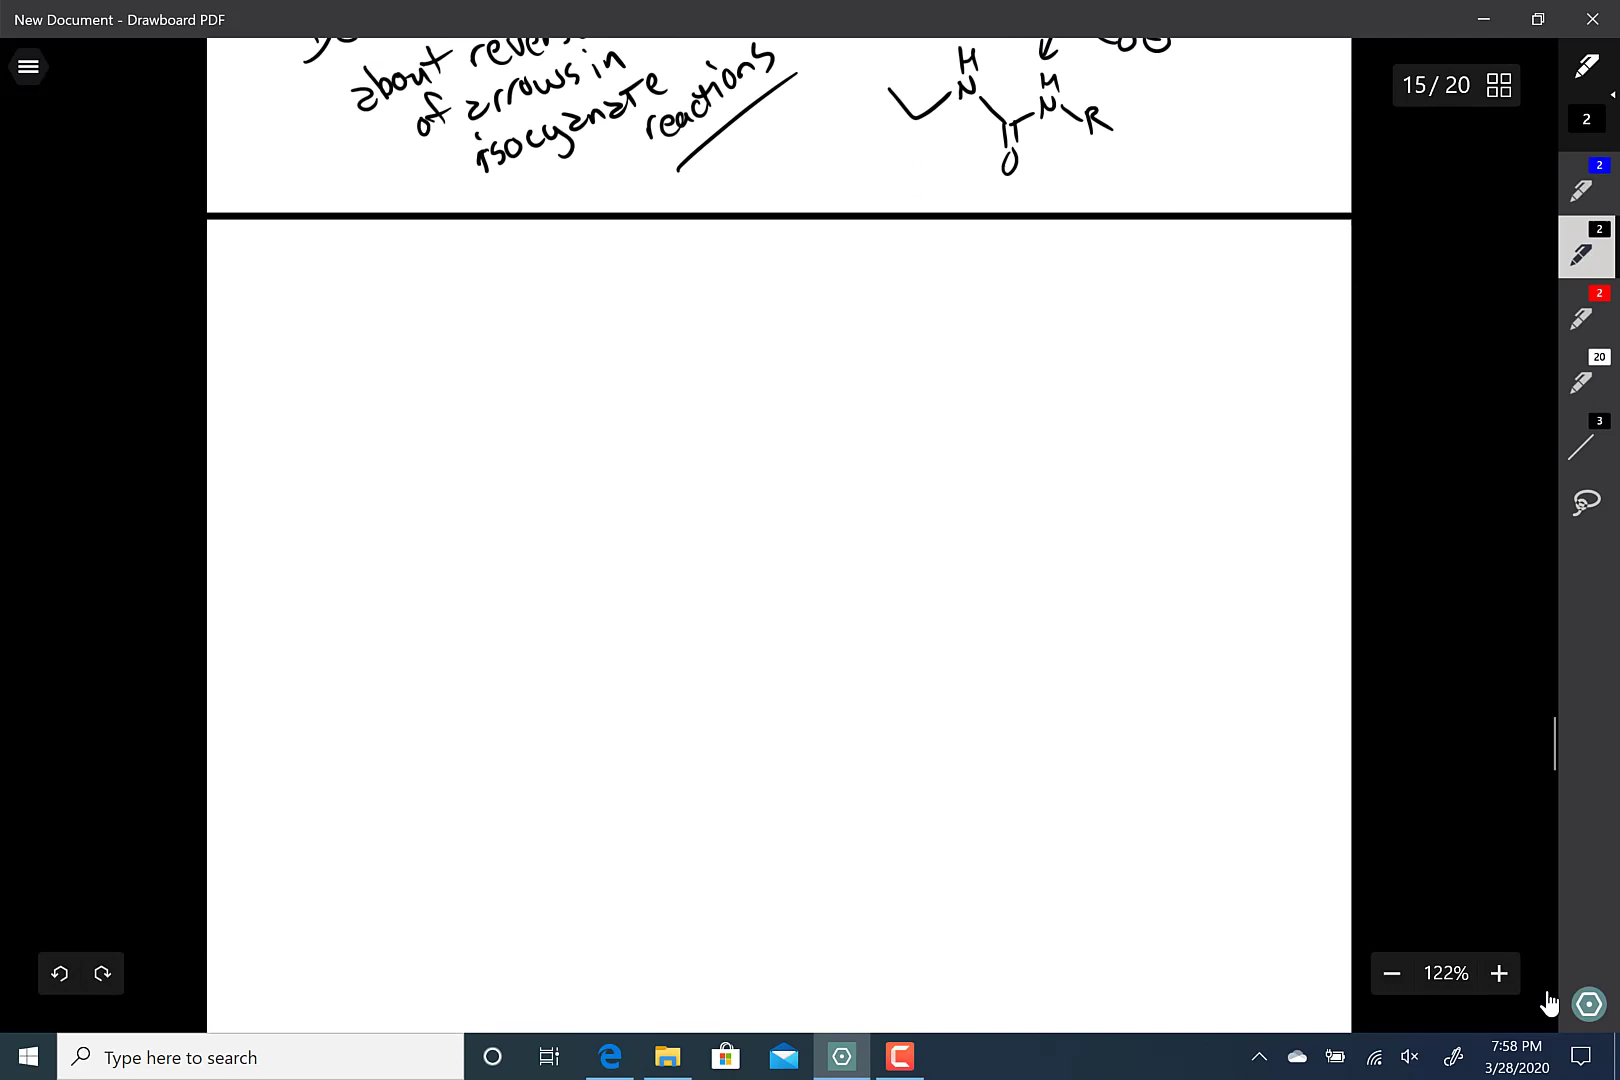 New Document - Drawboard PDF
about
of arrows in
isocyanate
reactions
H
N
O
H
N
R
15 / 20
2
2
2
2
20
3
122%
Type here to search
7:58 PM
3/28/2020